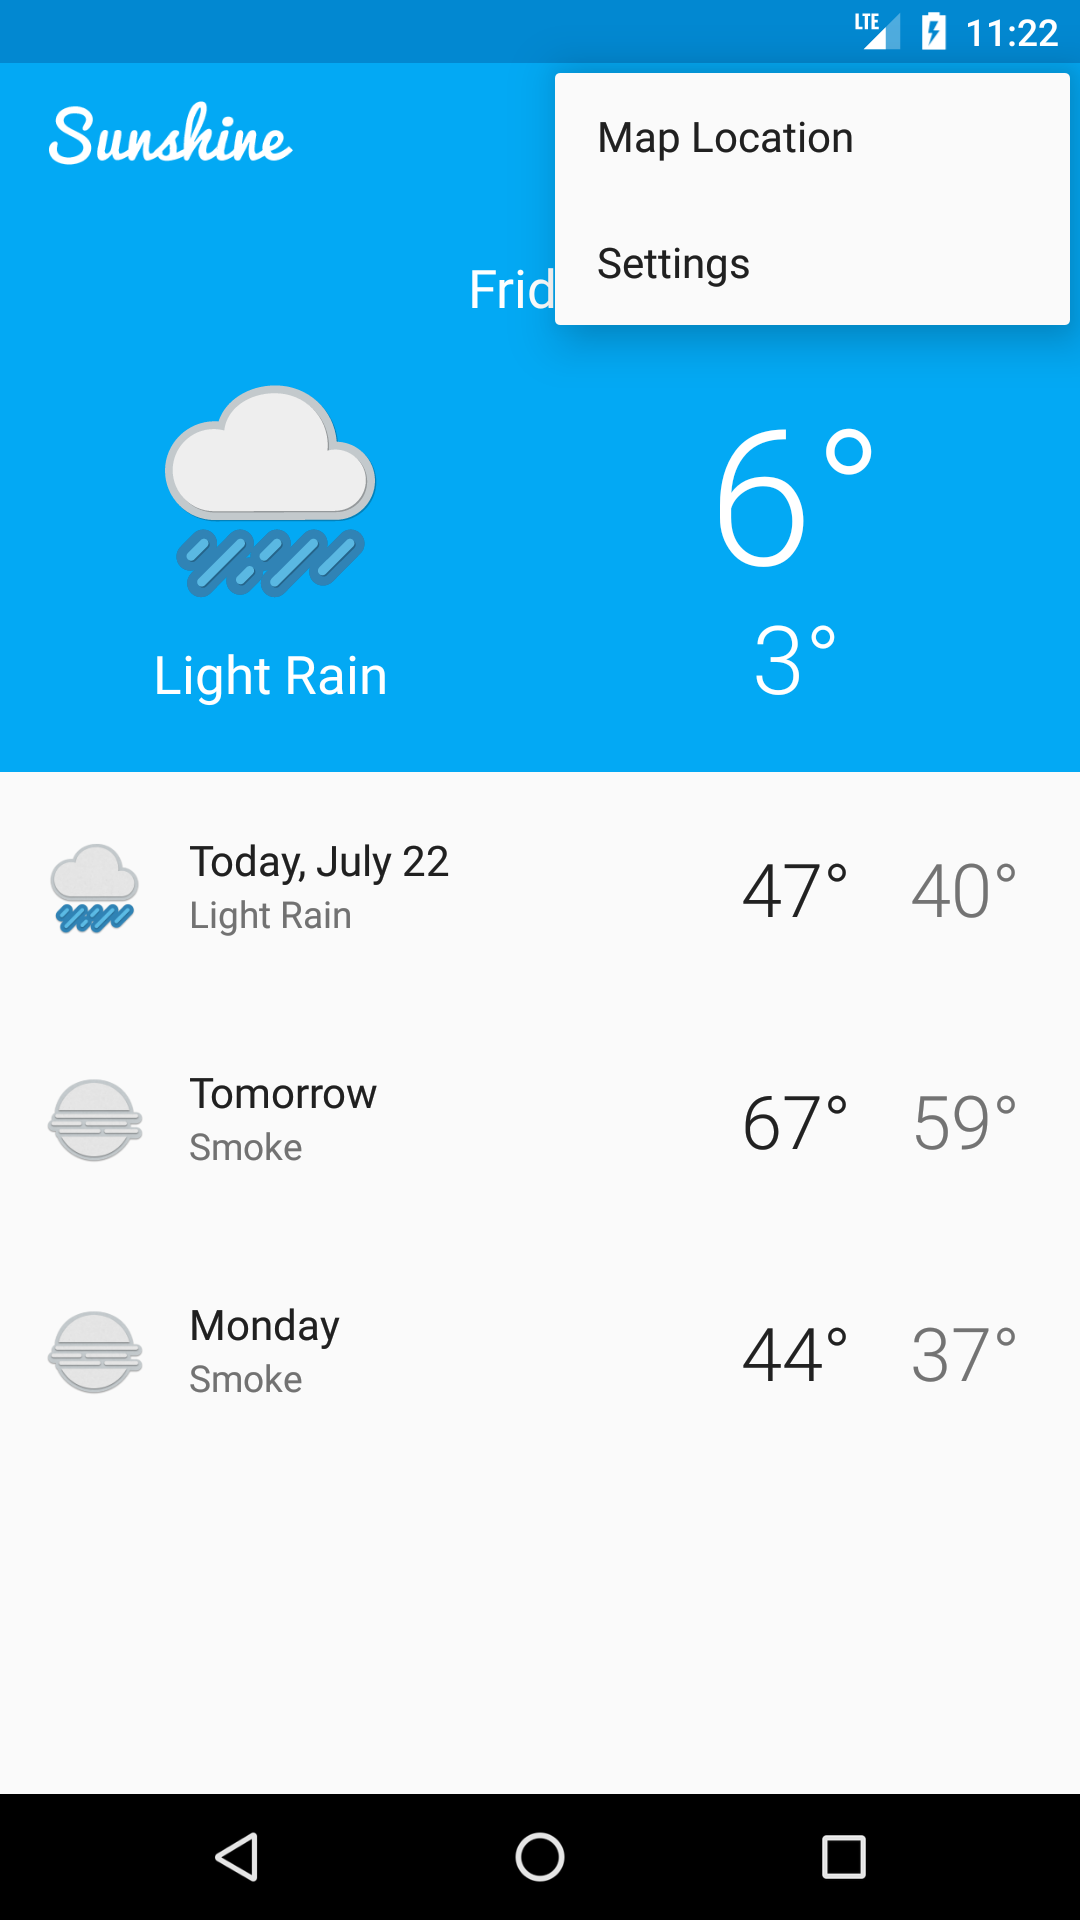 LTE 11:22
Sunshine
Map Location
Settings
Frid
6°
3°
Light Rain
Today, July 22
Light Rain
47° 40°
Tomorrow
Smoke
67° 59°
Monday
Smoke
44° 37°